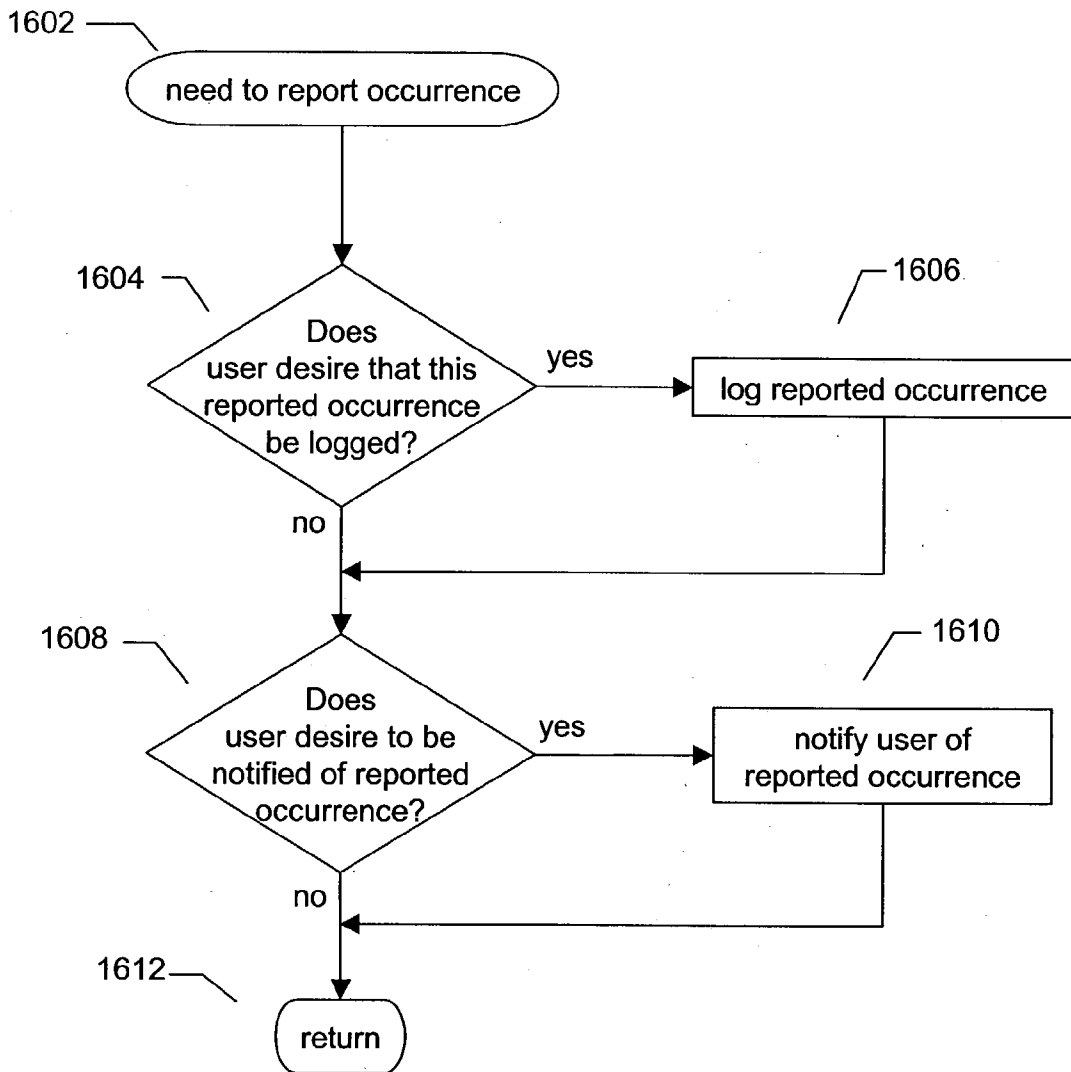 1602
need to report occurrence
1604
Does
user desire that this
reported occurrence
be logged?
yes
1606
log reported occurrence
no
1608
Does
user desire to be
notified of reported
occurrence?
yes
1610
notify user of
reported occurrence
no
1612
return